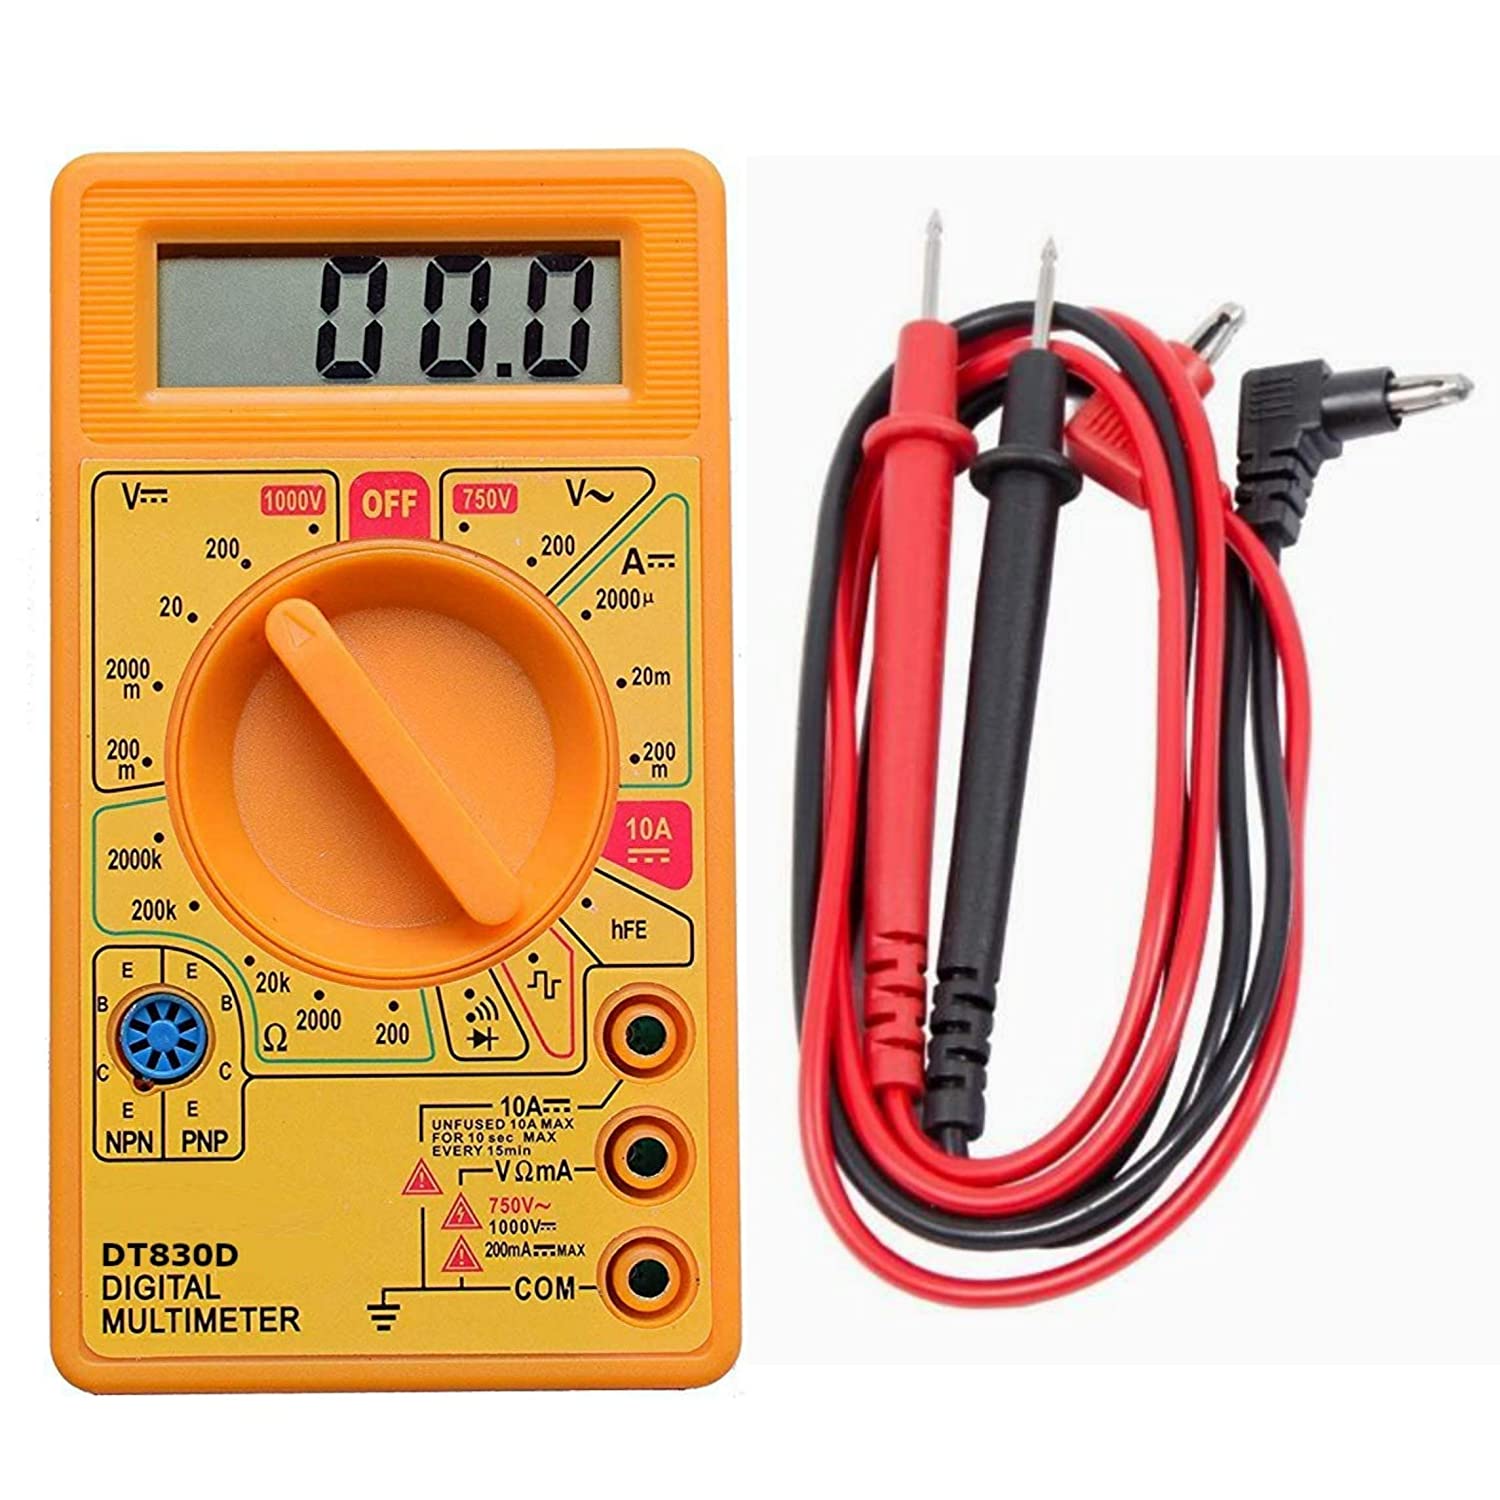 00.0
V⎓
1000V
OFF
750V
V~
200
200
A⎓
20
2000µ
2000
m
20m
200
m
200
m
2000k
10A
200k
hFE
20k
2000
200
Ω
E E
B B
C C
E E
NPN PNP
10A⎓
UNFUSED 10A MAX
FOR 10 sec MAX
EVERY 15min
VΩmA
750V~
1000V⎓
200mA⎓MAX
COM
DT830D
DIGITAL
MULTIMETER